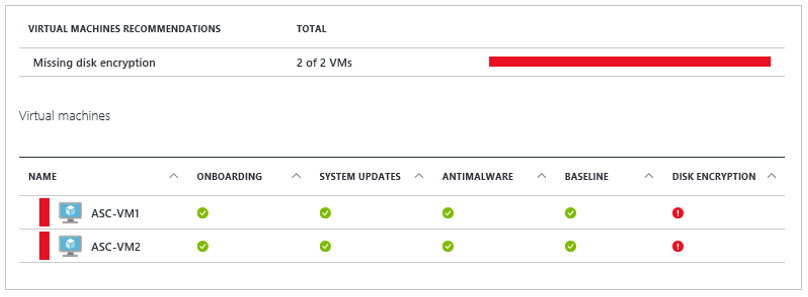 VIRTUAL MACHINES RECOMMENDATIONS TOTAL
Missing disk encryption 2 of 2 VMs
Virtual machines
NAME ONBOARDING SYSTEM UPDATES ANTIMALWARE BASELINE DISK ENCRYPTION
ASC-VM1
ASC-VM2